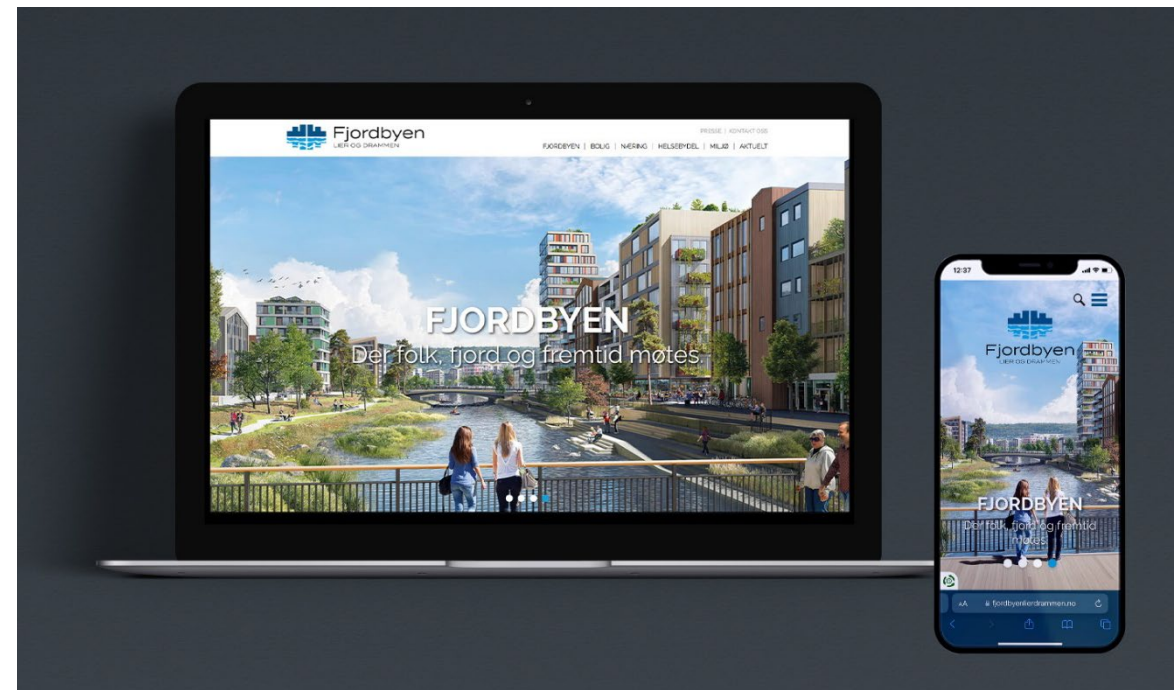 Fjordbyen
LIER OG DRAMMEN
PRESSE | KONTAKT OSS
FJORDBYEN | BOLIG | NÆRING | HELSEBYDEL | MILJØ | AKTUELT
FJORDBYEN
Der folk, fjord og fremtid møtes
12:37
Fjordbyen
LIER OG DRAMMEN
FJORDBYEN
Der folk, fjord og fremtid
møtes
AA fjordbyenlierdrammen.no